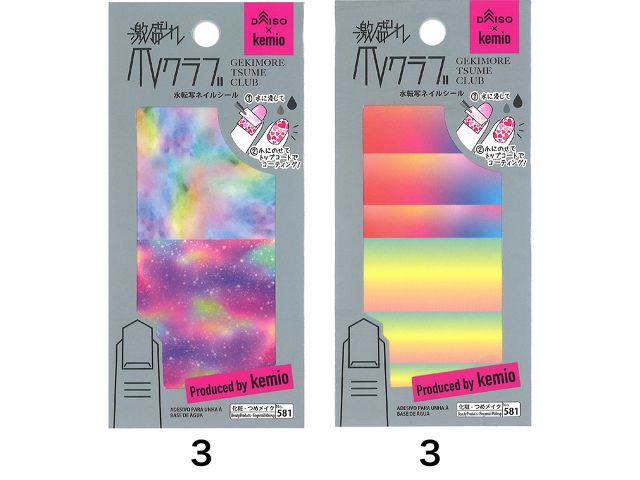 激盛れ
爪Vクラブ
GEKIMORE
TSUME
CLUB
水転写ネイルシール
DAISO
×
kemio
①水に浸して
②爪にのせて
トップコートで
コーティング!
Produced by kemio
ADESIVO PARA UNHA À
BASE DE ÁGUA
化粧・つめメイク
No.
581
3
激盛れ
爪Vクラブ
GEKIMORE
TSUME
CLUB
水転写ネイルシール
DAISO
×
kemio
①水に浸して
②爪にのせて
トップコートで
コーティング!
Produced by kemio
ADESIVO PARA UNHA À
BASE DE ÁGUA
化粧・つめメイク
No.
581
3